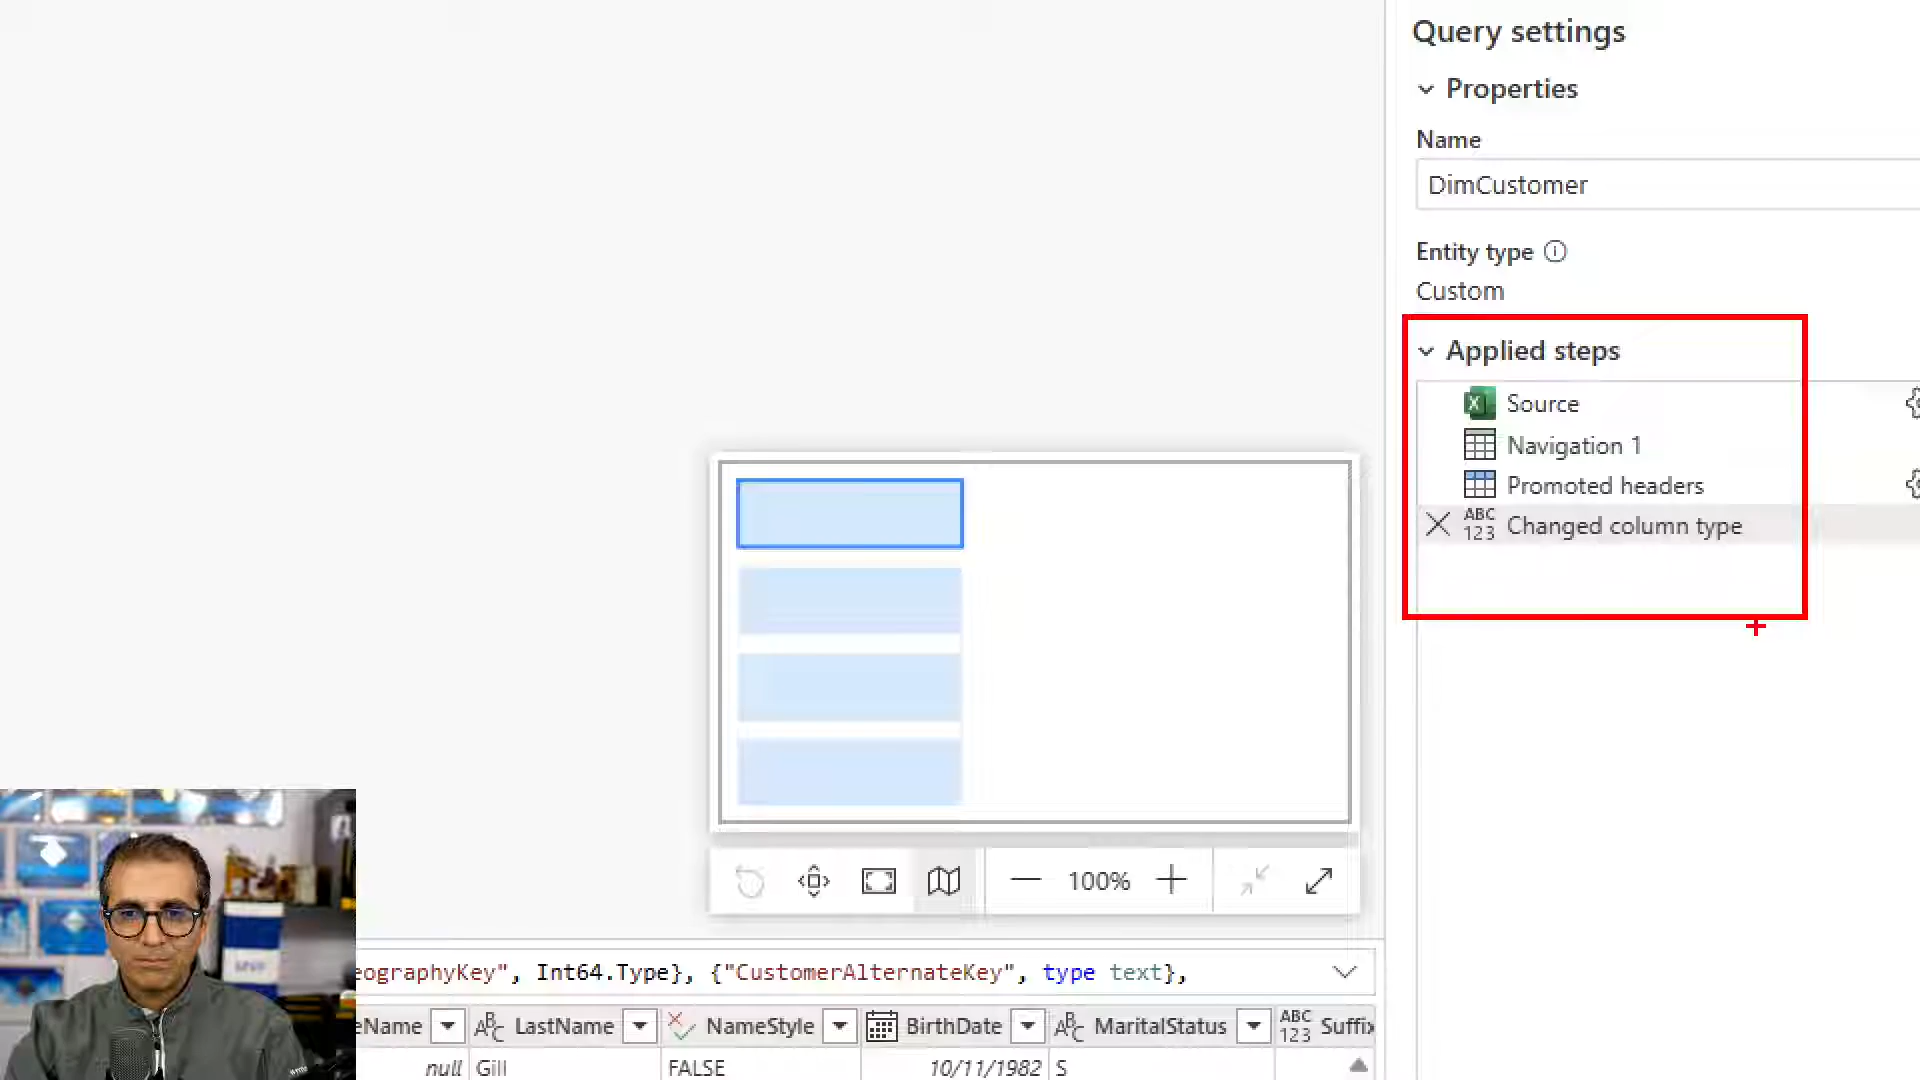 Query settings
Properties
Name
DimCustomer
Entity type
Custom
Applied steps
Source
Navigation 1
Promoted headers
ABC 123 Changed column type
100%
eographyKey", Int64.Type}, {"CustomerAlternateKey", type text},
eName ABC LastName NameStyle BirthDate ABC MaritalStatus ABC 123 Suffix
null Gill FALSE 10/11/1982 S